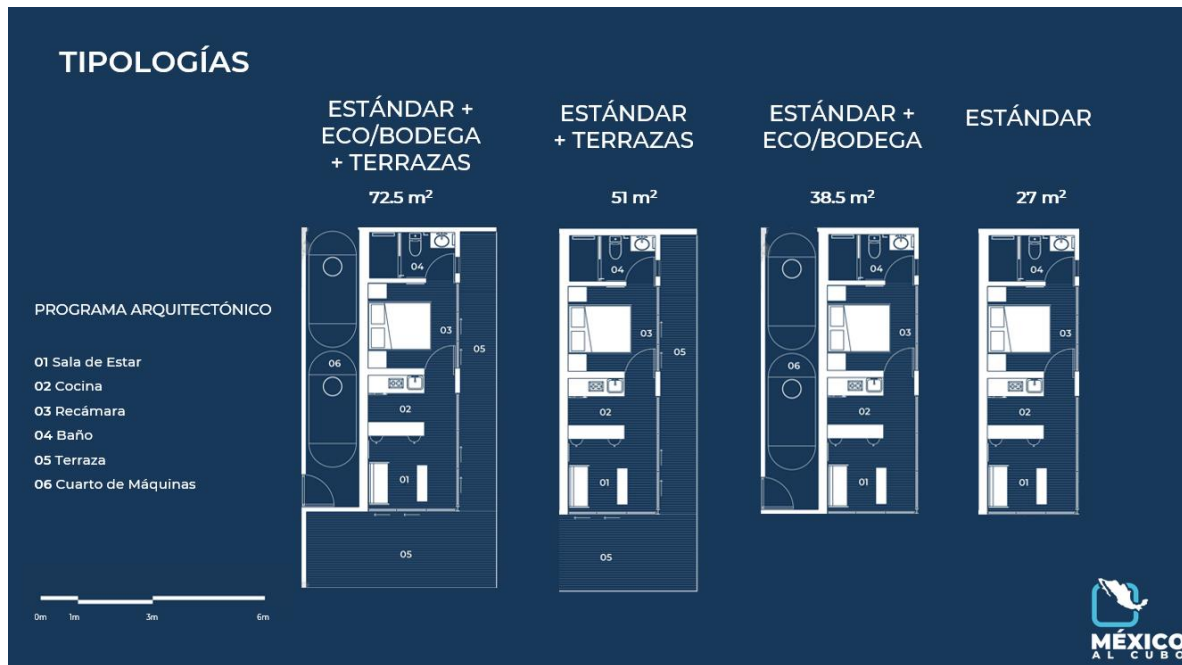 TIPOLOGÍAS
ESTÁNDAR +
ECO/BODEGA
+ TERRAZAS
72.5 m²
ESTÁNDAR
+ TERRAZAS
51 m²
ESTÁNDAR +
ECO/BODEGA
38.5 m²
ESTÁNDAR
27 m²
PROGRAMA ARQUITECTÓNICO
01 Sala de Estar
02 Cocina
03 Recámara
04 Baño
05 Terraza
06 Cuarto de Máquinas
04
03
05
06
02
01
05
04
03
05
02
01
05
04
03
06
02
01
04
03
02
01
0m 1m 3m 6m
MÉXICO
AL CUBO